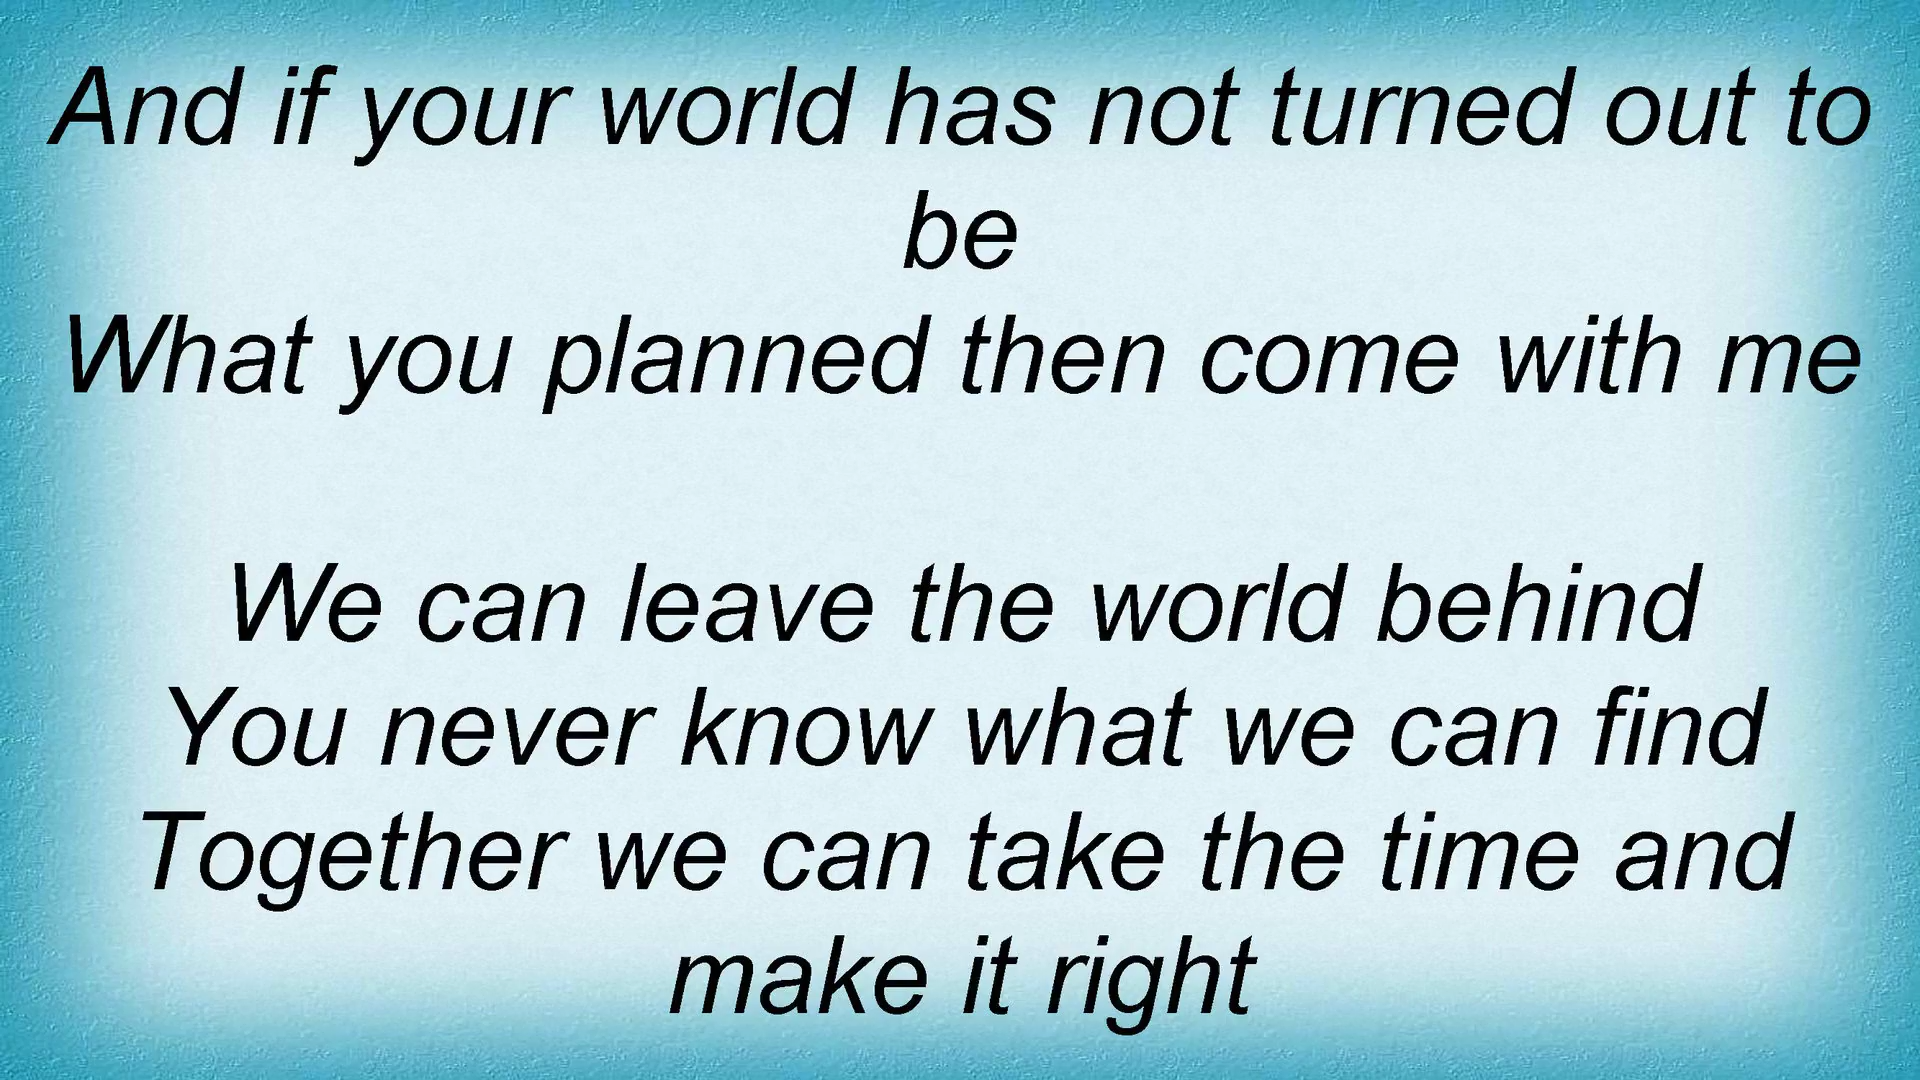 And if your world has not turned out to
be
What you planned then come with me
We can leave the world behind
You never know what we can find
Together we can take the time and
make it right